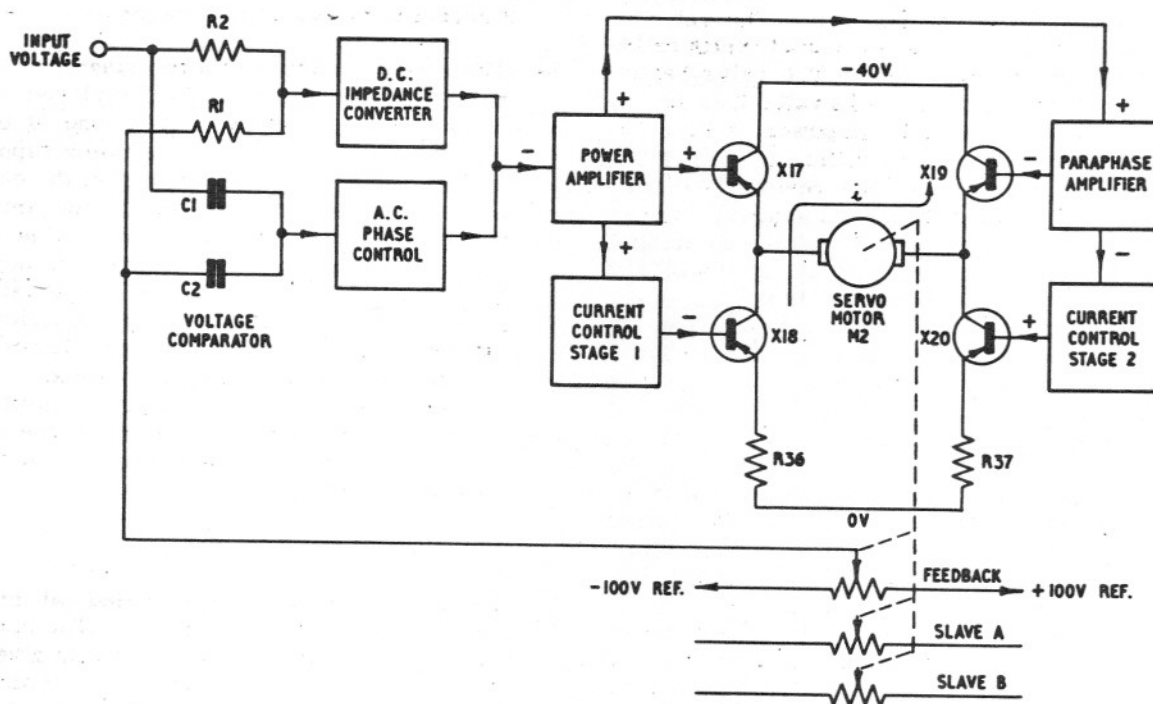 INPUT
VOLTAGE
R2
R1
C1
C2
VOLTAGE
COMPARATOR
D.C.
IMPEDANCE
CONVERTER
A.C.
PHASE
CONTROL
-
+
POWER
AMPLIFIER
+
+
CURRENT
CONTROL
STAGE 1
-
-40V
X17
X18
i
SERVO
MOTOR
M2
X19
X20
R36
R37
0V
+
-
PARAPHASE
AMPLIFIER
-
+
CURRENT
CONTROL
STAGE 2
-100V REF.
FEEDBACK
+100V REF.
SLAVE A
SLAVE B